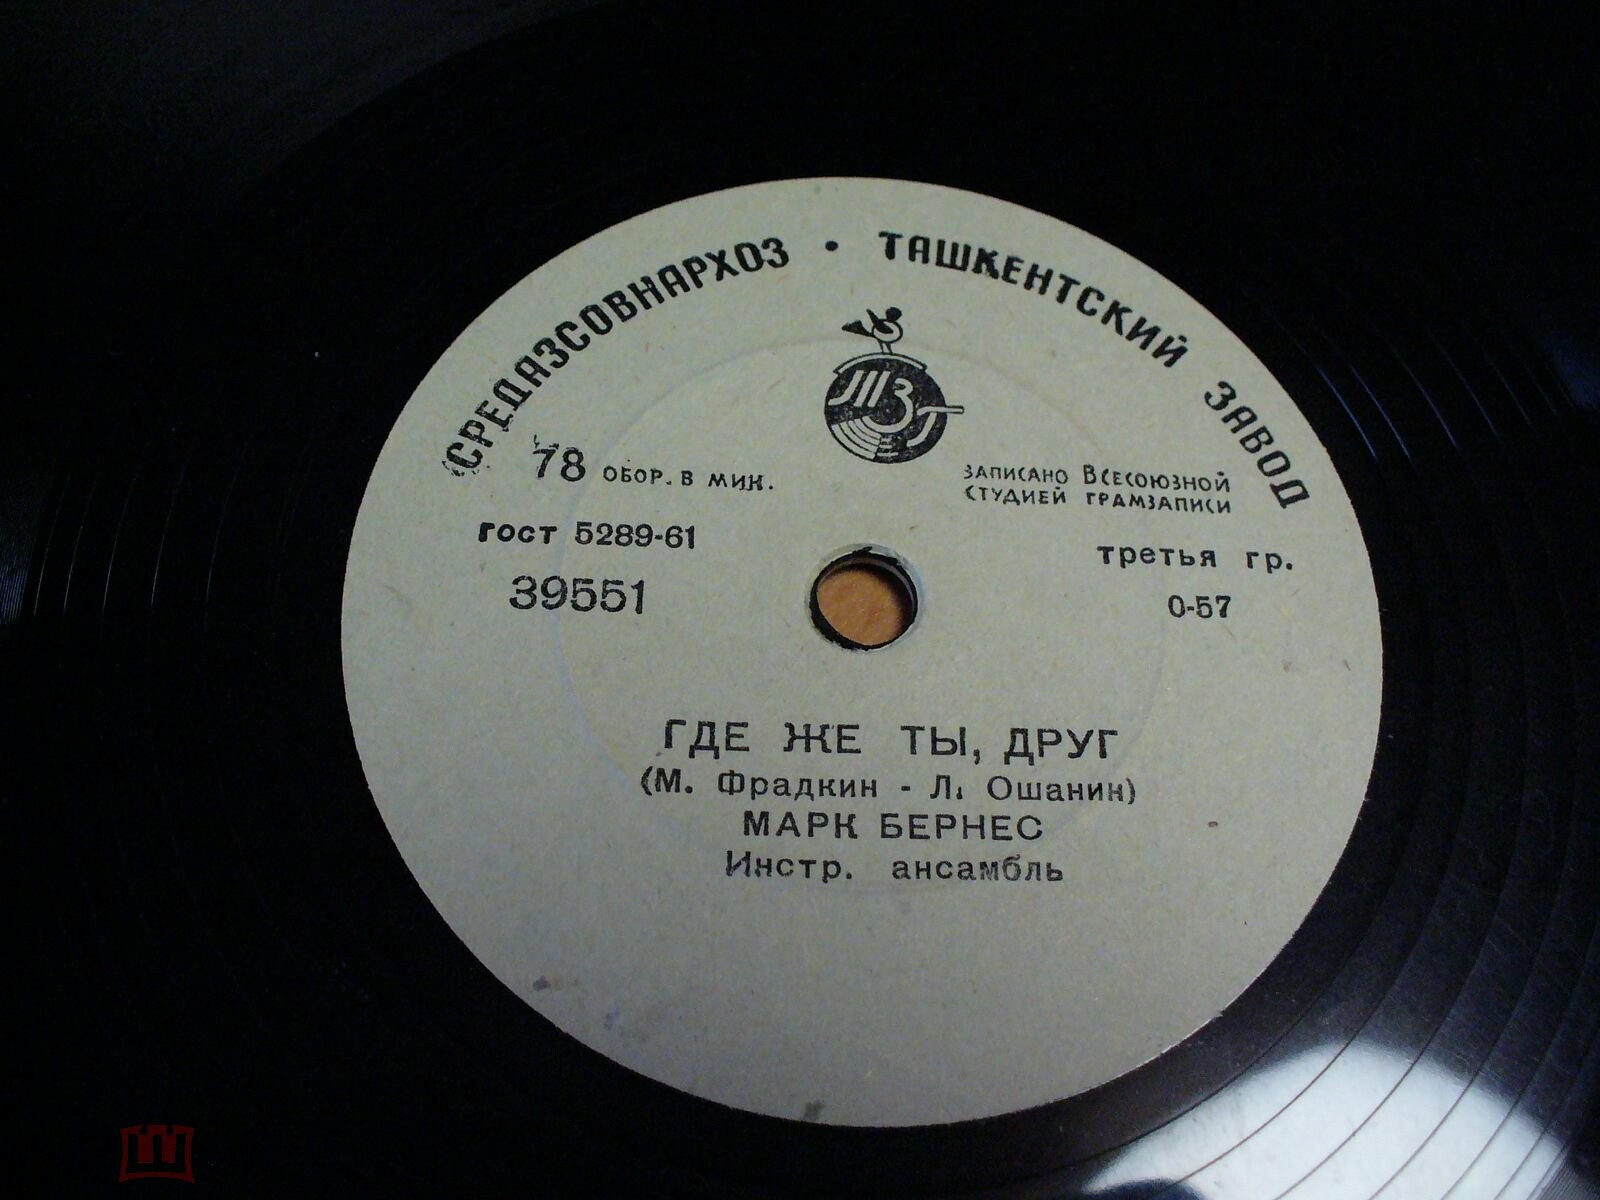 СРЕДАЗСОВНАРХОЗ • ТАШКЕНТСКИЙ ЗАВОД
ТЗГ
78 ОБОР. В МИН.
ЗАПИСАНО ВСЕСОЮЗНОЙ
СТУДИЕЙ ГРАМЗАПИСИ
ГОСТ 5289-61
третья гр.
39551
0-57
ГДЕ ЖЕ ТЫ, ДРУГ
(М. Фрадкин - Л. Ошанин)
МАРК БЕРНЕС
Инстр. ансамбль